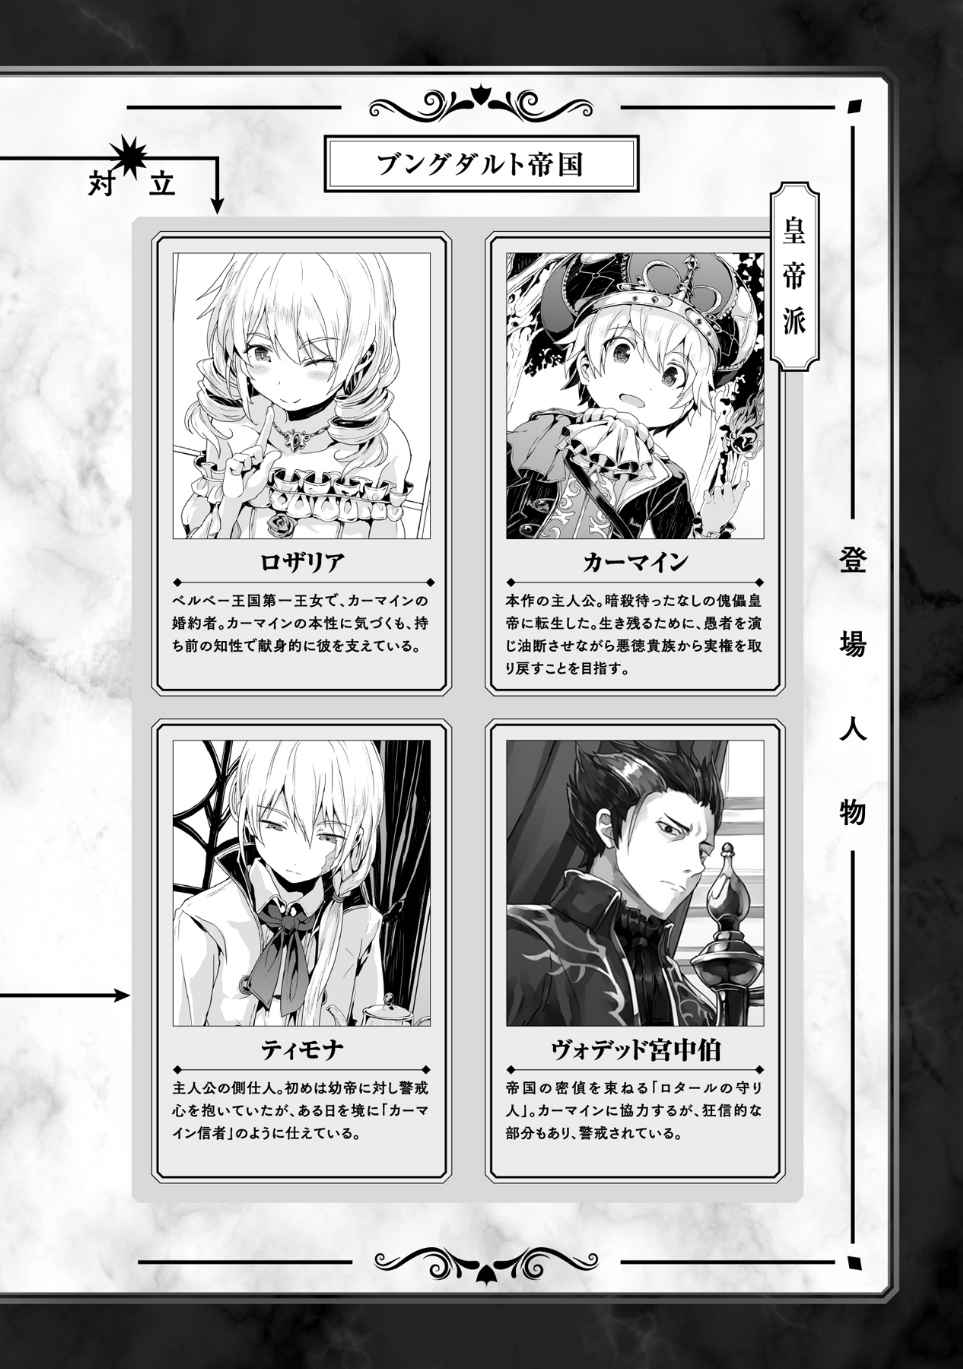 登場人物
ブングダルト帝国
皇帝派
対立
カーマイン
本作の主人公。暗殺待ったなしの傀儡皇
帝に転生した。生き残るために、愚者を演
じ油断させながら悪徳貴族から実権を取
り戻すことを目指す。
ロザリア
ベルベー王国第一王女で、カーマインの
婚約者。カーマインの本性に気づくも、持
ち前の知性で献身的に彼を支えている。
ヴォデッド宮中伯
帝国の密偵を束ねる「ロタールの守り
人」。カーマインに協力するが、狂信的な
部分もあり、警戒されている。
ティモナ
主人公の側仕人。初めは幼帝に対し警戒
心を抱いていたが、ある日を境に「カーマ
イン信者」のように仕えている。